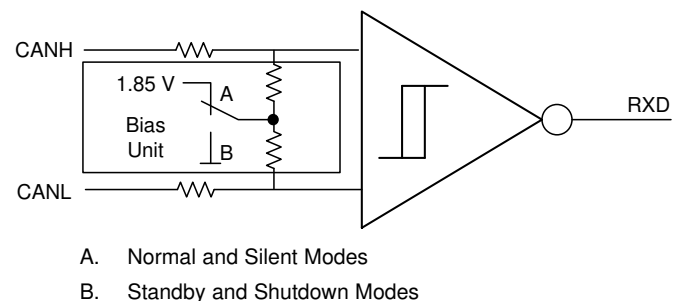 CANH
1.85 V
A
Bias
Unit
B
CANL
RXD
A. Normal and Silent Modes
B. Standby and Shutdown Modes